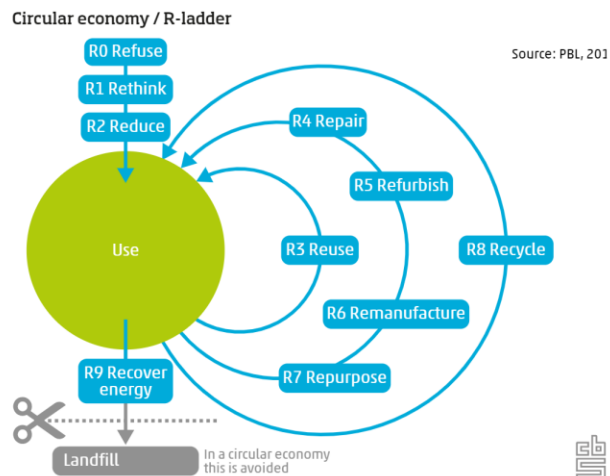 Circular economy / R-ladder
Source: PBL, 201
R0 Refuse
R1 Rethink
R2 Reduce
R4 Repair
R5 Refurbish
Use
R3 Reuse
R8 Recycle
R6 Remanufacture
R7 Repurpose
R9 Recover
energy
Landfill
In a circular economy
this is avoided
cbs